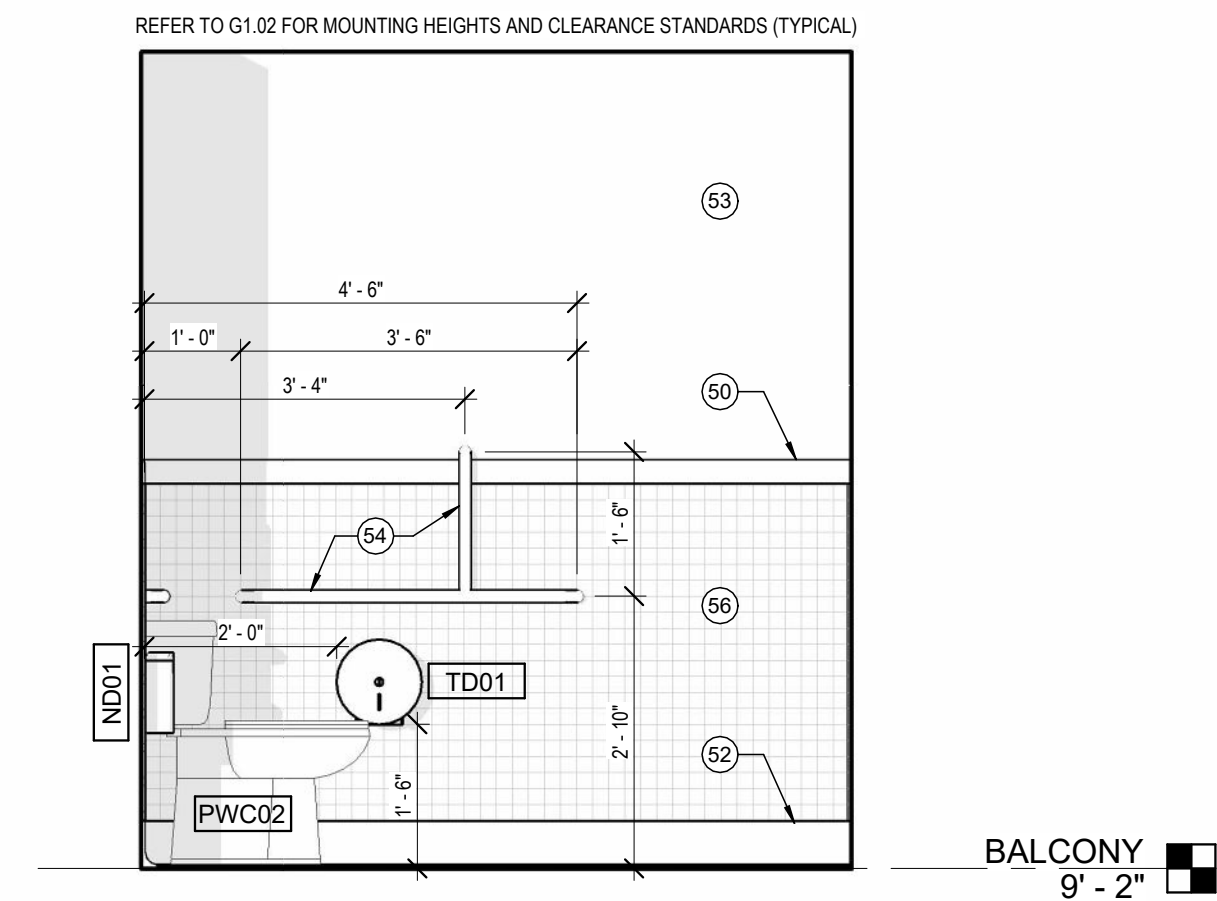 REFER TO G1.02 FOR MOUNTING HEIGHTS AND CLEARANCE STANDARDS (TYPICAL)
53
4' - 6"
1' - 0"
3' - 6"
3' - 4"
50
1' - 6"
54
56
2' - 0"
ND01
TD01
2' - 10"
52
1' - 6"
PWC02
BALCONY
9' - 2"